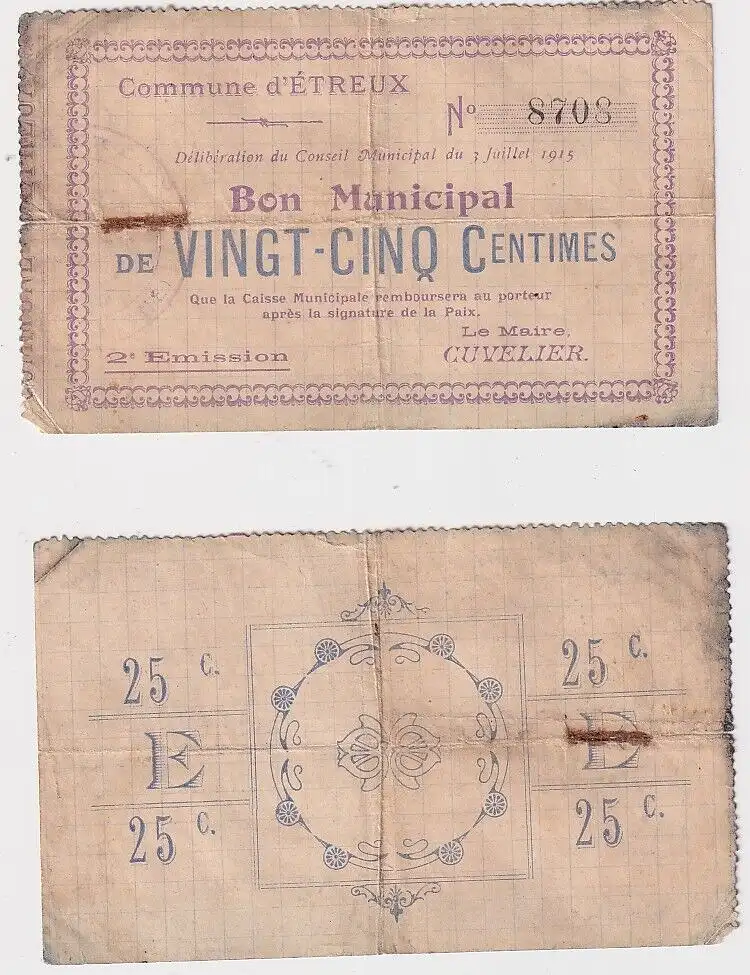 Commune d'ÉTREUX
No 8703
Délibération du Conseil Municipal du 3 Juillet 1915
Bon Municipal
DE VINGT-CINQ CENTIMES
Que la Caisse Municipale remboursera au porteur
après la signature de la Paix.
Le Maire,
2e Emission
CUVELIER.
25 C.
E
25 C.
25 C.
E
25 C.